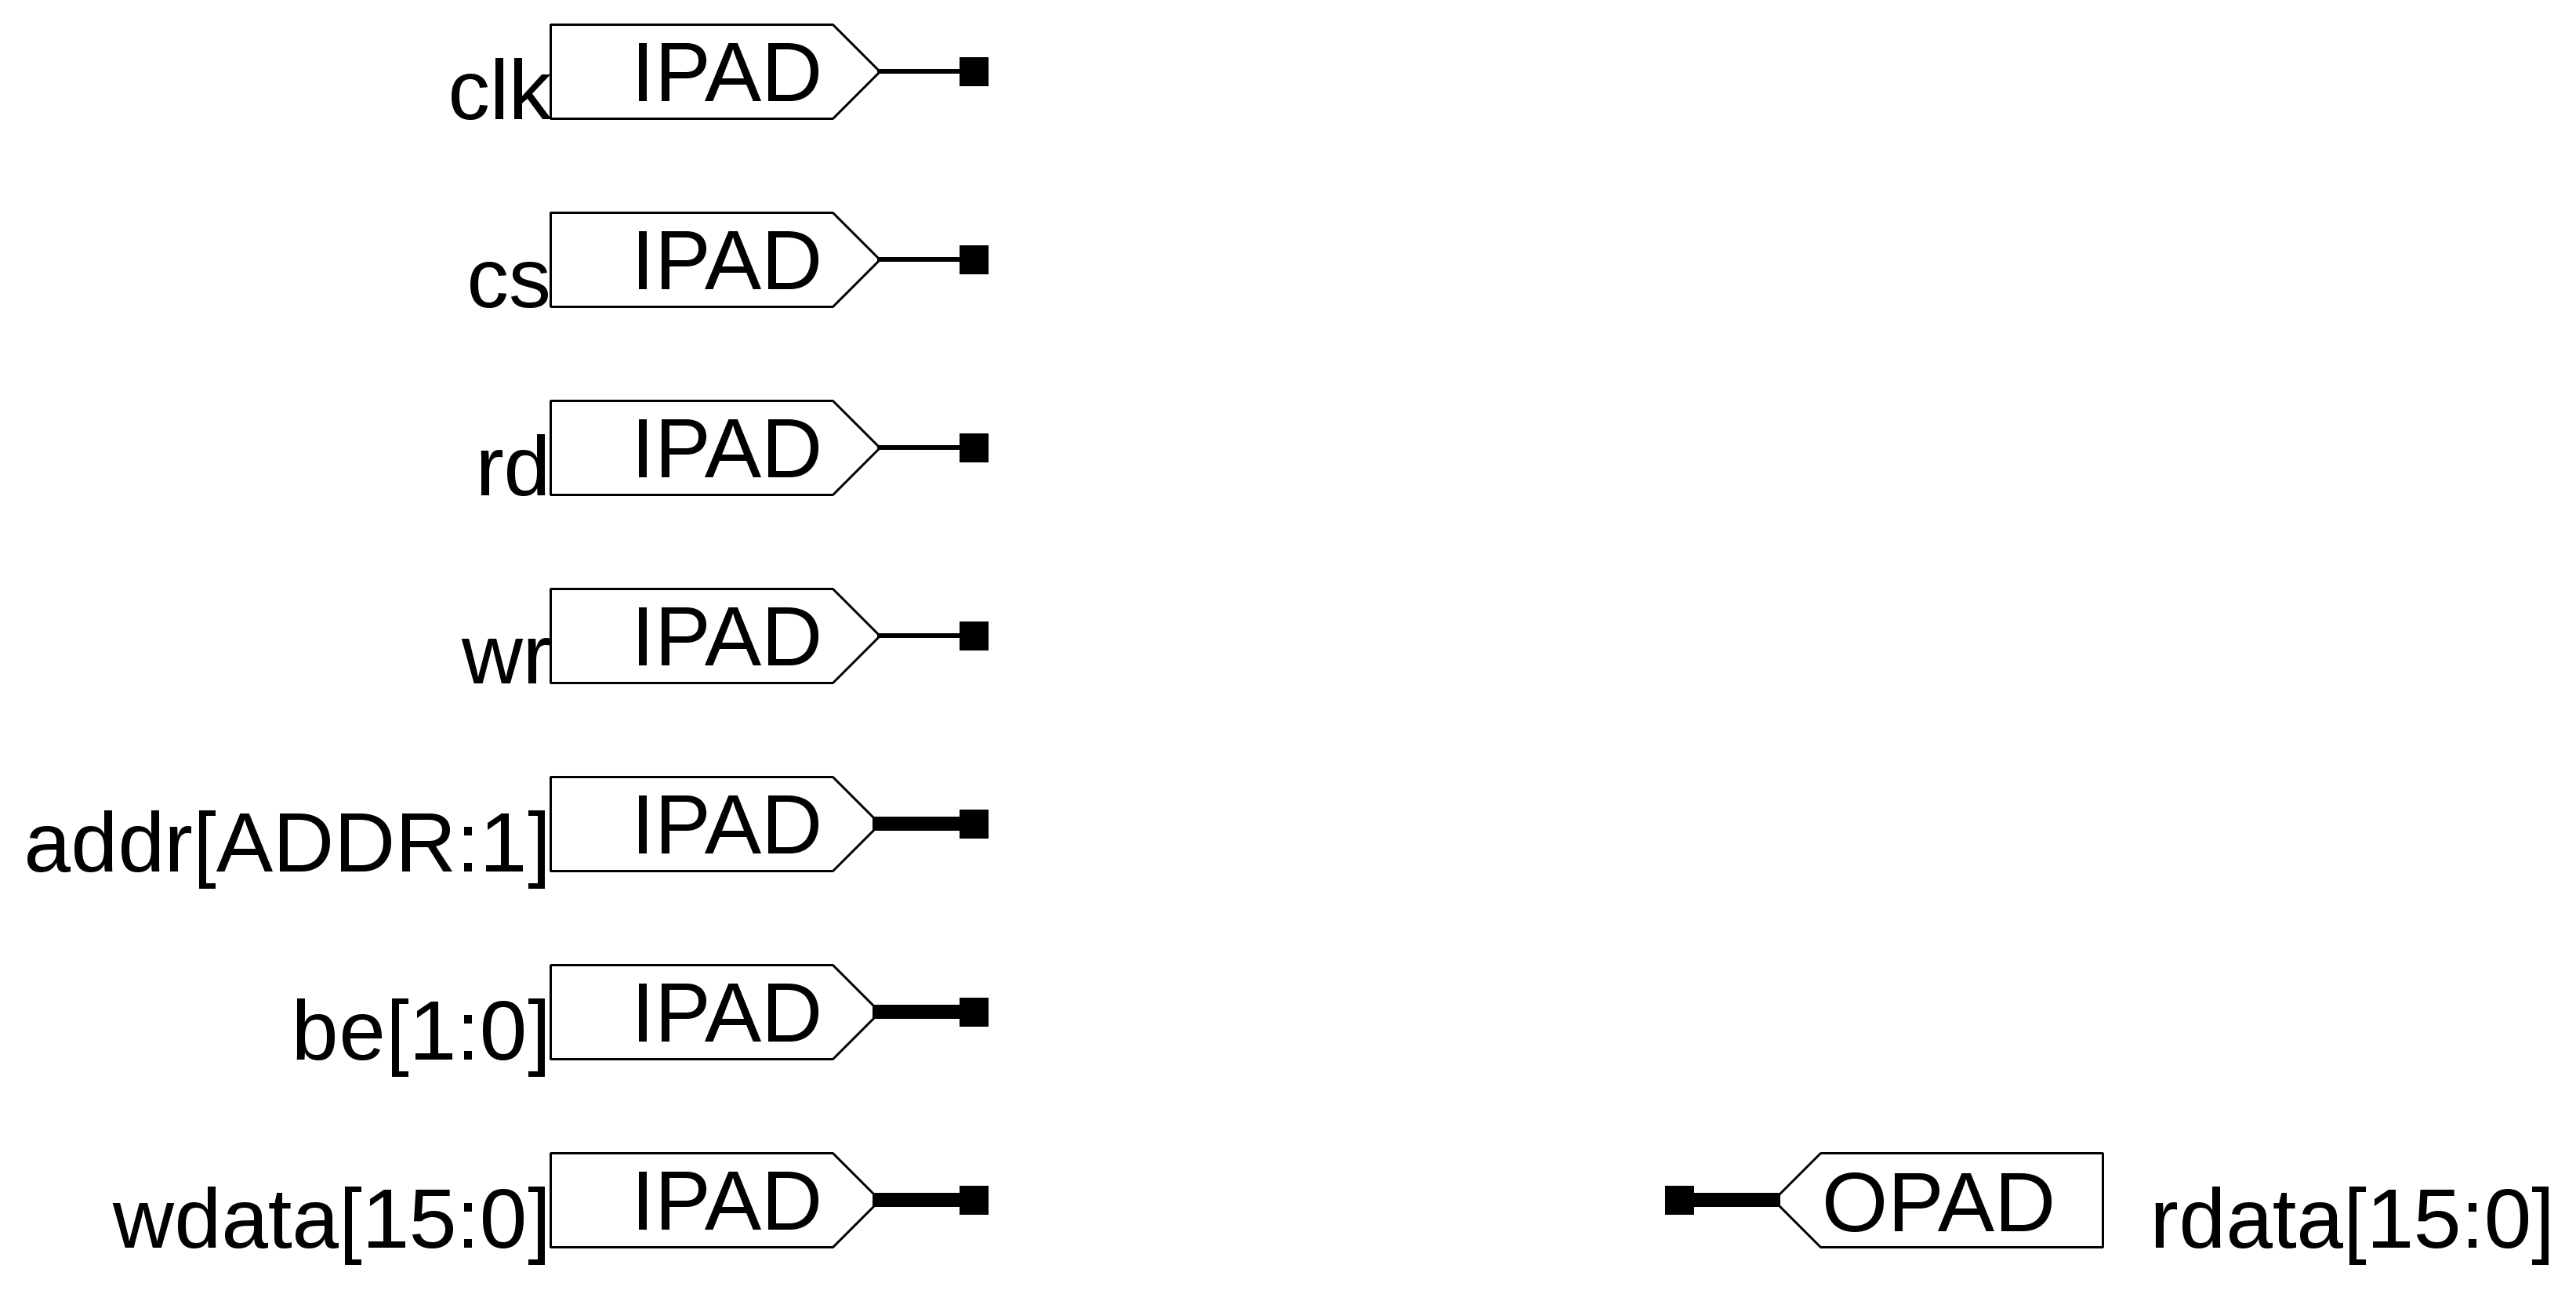 clk IPAD
cs IPAD
rd IPAD
wr IPAD
addr[ADDR:1] IPAD
be[1:0] IPAD
wdata[15:0] IPAD OPAD rdata[15:0]